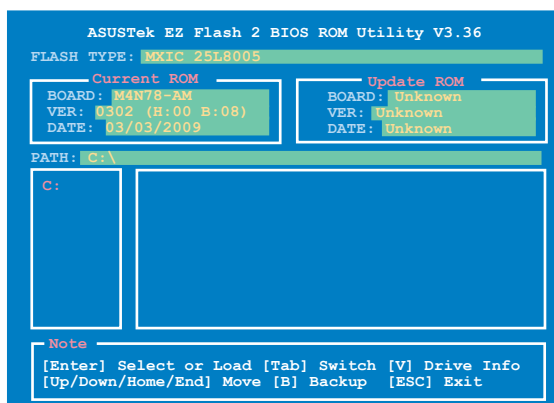 ASUSTek EZ Flash 2 BIOS ROM Utility V3.36
FLASH TYPE: MXIC 25L8005
Current ROM
BOARD: M4N78-AM
VER: 0302 (H:00 B:08)
DATE: 03/03/2009
Update ROM
BOARD: Unknown
VER: Unknown
DATE: Unknown
PATH: C:\
C:
Note
[Enter] Select or Load [Tab] Switch [V] Drive Info
[Up/Down/Home/End] Move [B] Backup [ESC] Exit